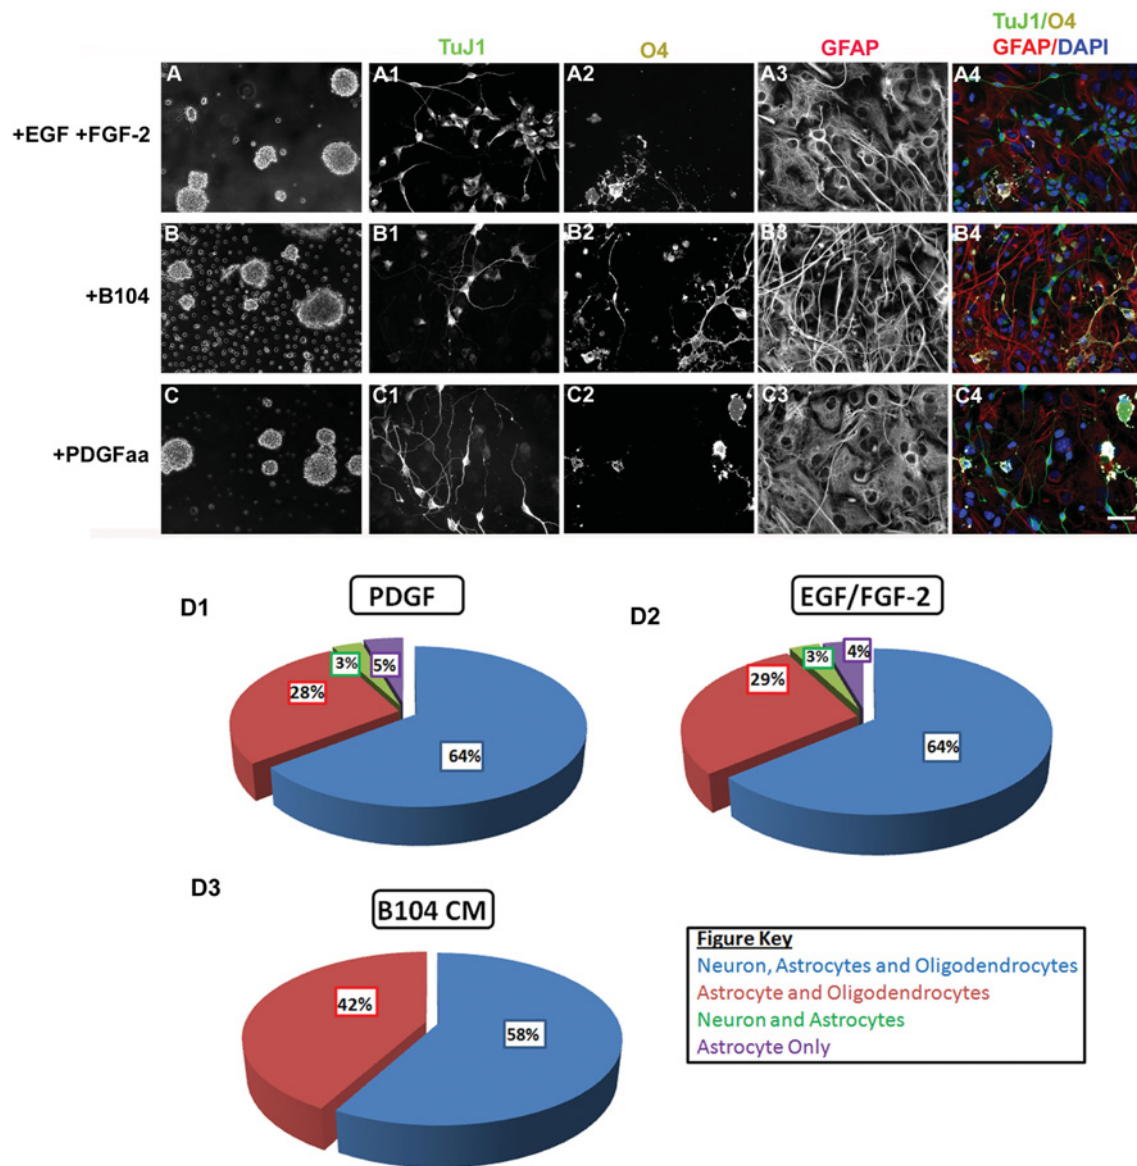 TuJ1 O4 GFAP TuJ1/O4
GFAP/DAPI
+EGF +FGF-2
A A1 A2 A3 A4
+B104
B B1 B2 B3 B4
+PDGFaa
C C1 C2 C3 C4
D1
PDGF
3% 5%
28%
64%
D2
EGF/FGF-2
3% 4%
29%
64%
D3
B104 CM
42%
58%
Figure Key
Neuron, Astrocytes and Oligodendrocytes
Astrocyte and Oligodendrocytes
Neuron and Astrocytes
Astrocyte Only